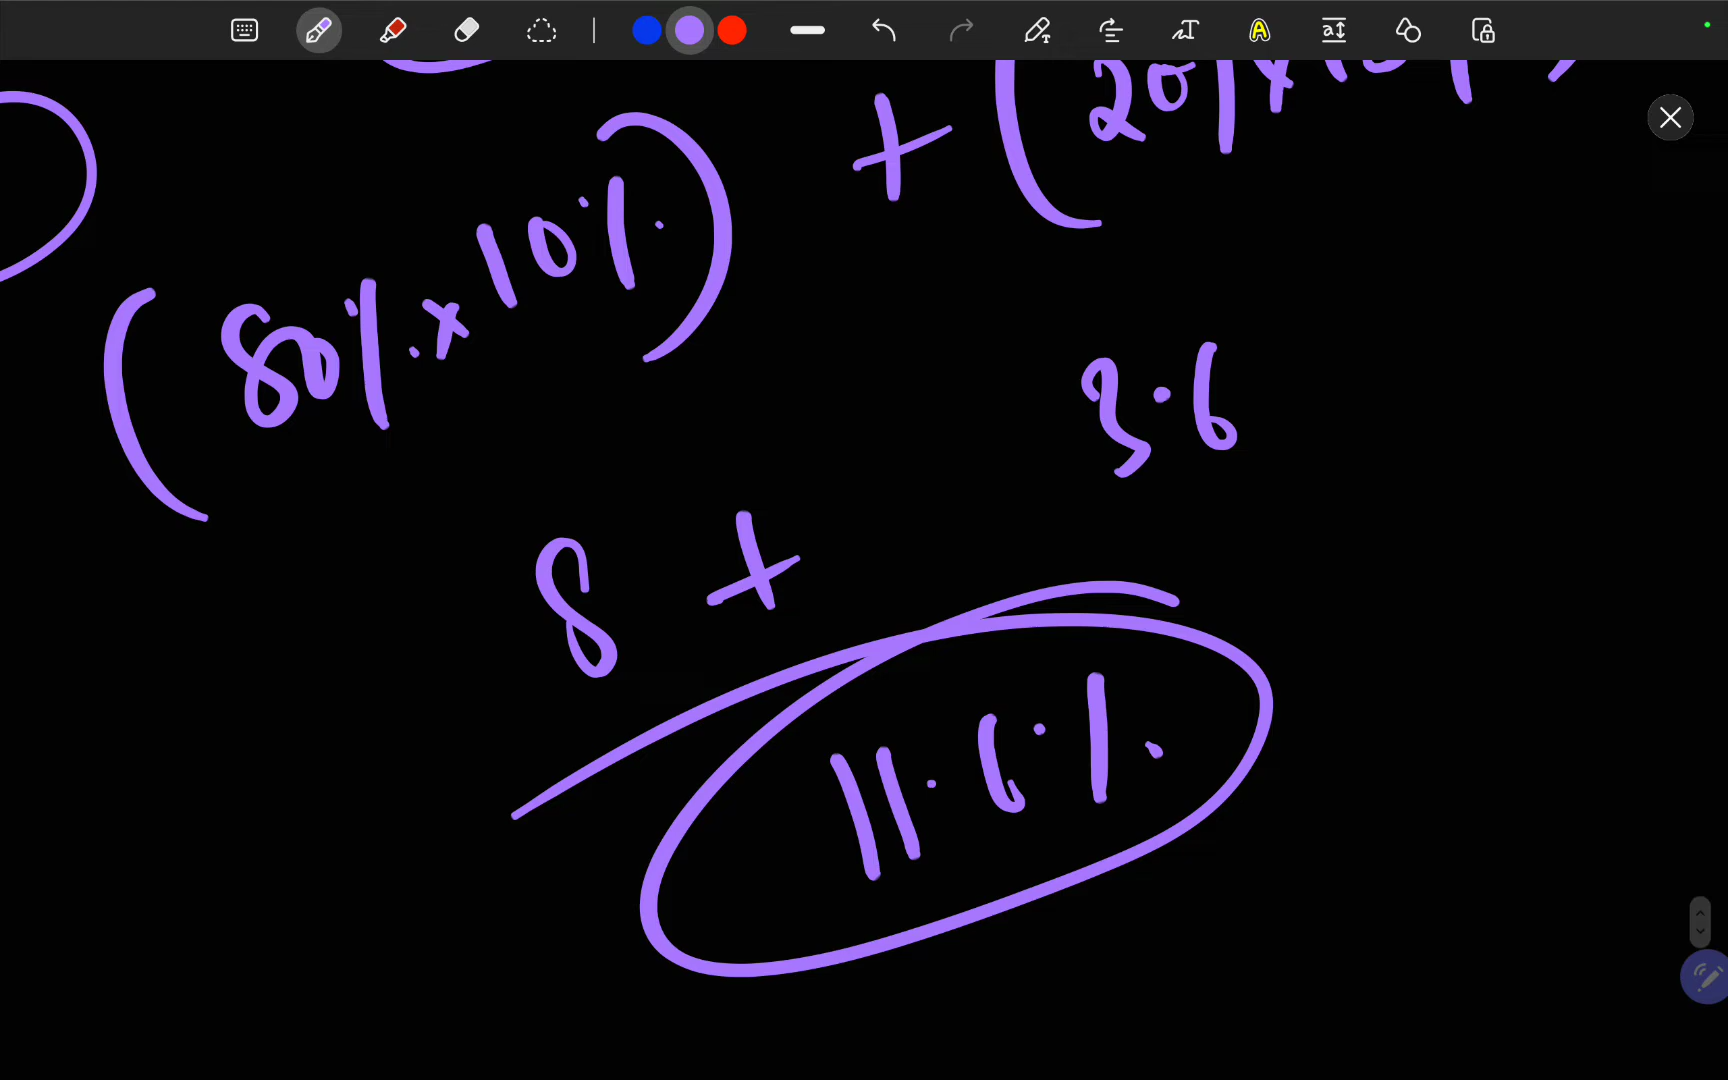 (80% × 10%) + (20% ×
3.6
8 +
11.6%